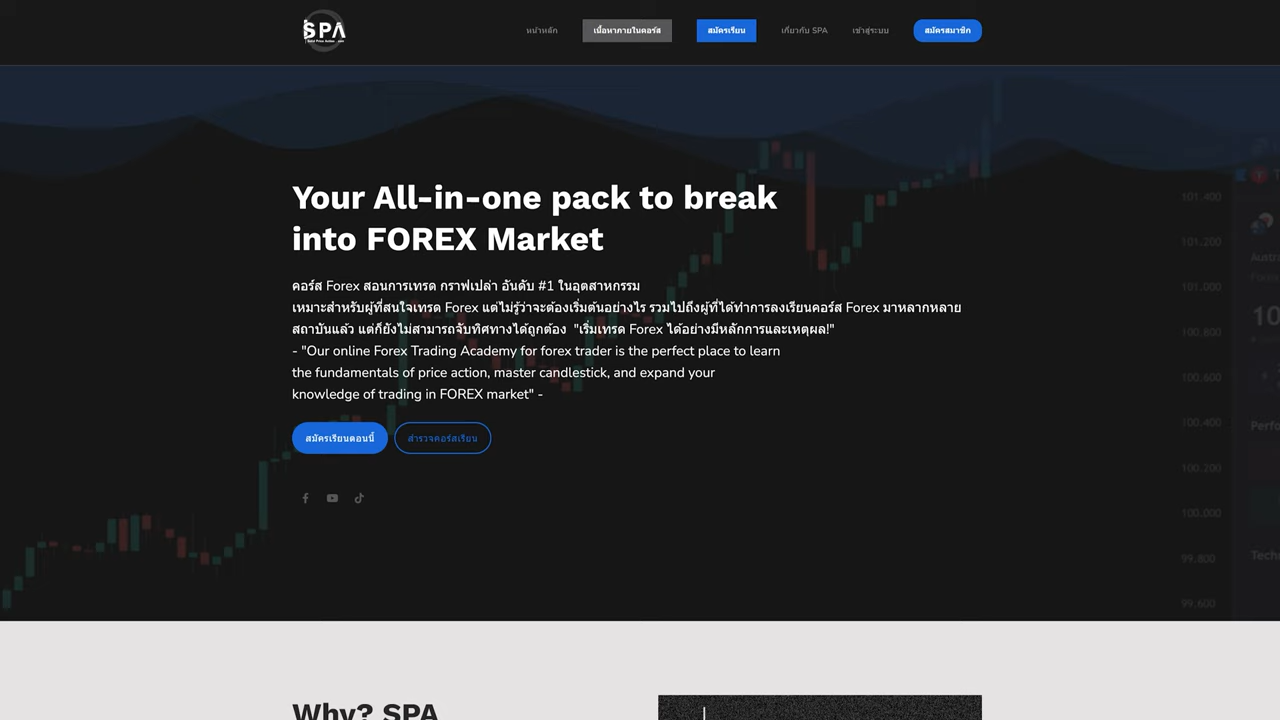 SPA
หน้าหลัก
เนื้อหาภายในคอร์ส
สมัครเรียน
เกี่ยวกับ SPA
เข้าสู่ระบบ
สมัครสมาชิก
Your All-in-one pack to break
into FOREX Market
คอร์ส Forex สอนการเทรด กราฟเปล่า อันดับ #1 ในอุตสาหกรรม
เหมาะสำหรับผู้ที่สนใจเทรด Forex แต่ไม่รู้ว่าจะต้องเริ่มต้นอย่างไร รวมไปถึงผู้ที่ได้ทำการลงเรียนคอร์ส Forex มาหลากหลาย
สถาบันแล้ว แต่ก็ยังไม่สามารถจับทิศทางได้ถูกต้อง "เริ่มเทรด Forex ได้อย่างมีหลักการและเหตุผล!"
- "Our online Forex Trading Academy for forex trader is the perfect place to learn
the fundamentals of price action, master candlestick, and expand your
knowledge of trading in FOREX market" -
สมัครเรียนตอนนี้
สำรวจคอร์สเรียน
101.400
101.200
101.000
100.800
100.600
100.400
100.200
100.000
99.800
99.600
Why? SPA